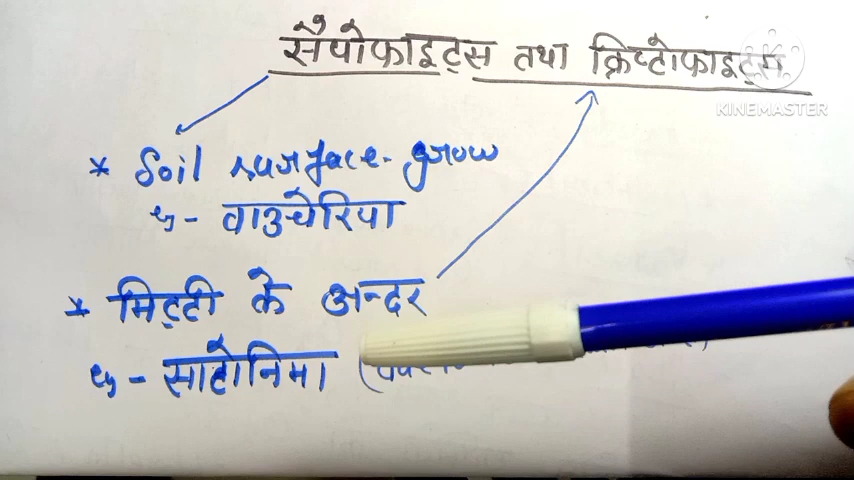 सैपोफाइट्स तथा क्रिप्टोफाइट्स
KINEMASTER
* Soil surface grow
eg - वाउचेरिया
* मिट्टी के अन्दर
eg - साटोनिमा